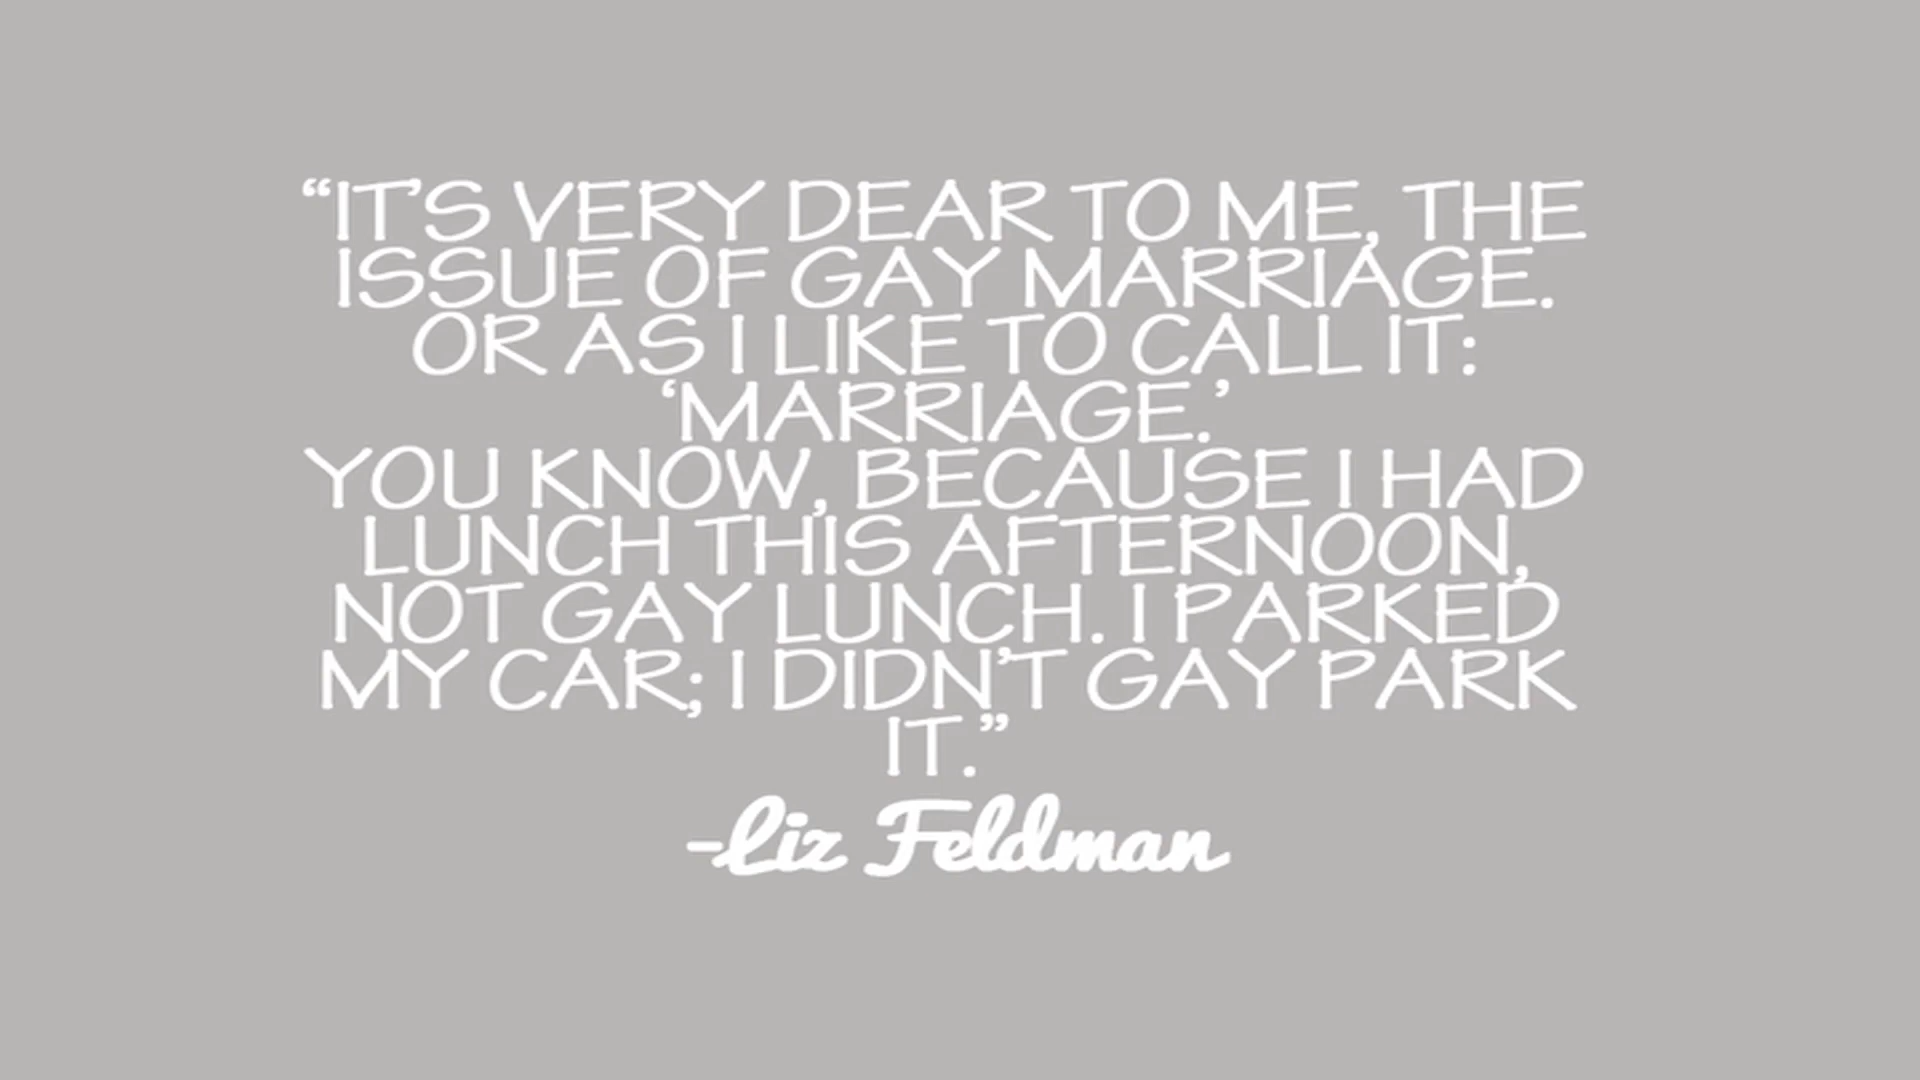 “IT’S VERY DEAR TO ME, THE
ISSUE OF GAY MARRIAGE.
OR AS I LIKE TO CALL IT:
‘MARRIAGE.’
YOU KNOW, BECAUSE I HAD
LUNCH THIS AFTERNOON,
NOT GAY LUNCH. I PARKED
MY CAR; I DIDN’T GAY PARK
IT.”
-Liz Feldman